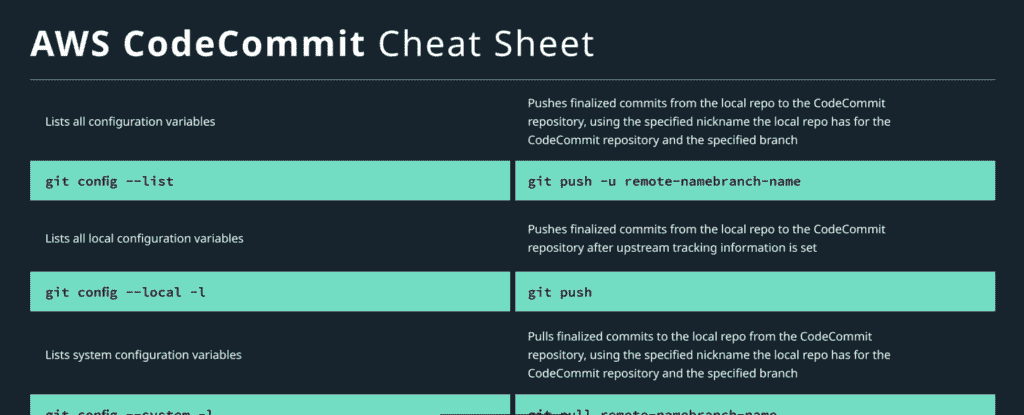 AWS CodeCommit Cheat Sheet
Lists all configuration variables
git config --list
Lists all local configuration variables
git config --local -l
Lists system configuration variables
git config --system -l
Pushes finalized commits from the local repo to the CodeCommit
repository, using the specified nickname the local repo has for the
CodeCommit repository and the specified branch
git push -u remote-namebranch-name
Pushes finalized commits from the local repo to the CodeCommit
repository after upstream tracking information is set
git push
Pulls finalized commits to the local repo from the CodeCommit
repository, using the specified nickname the local repo has for the
CodeCommit repository and the specified branch
git pull remote-namebranch-name